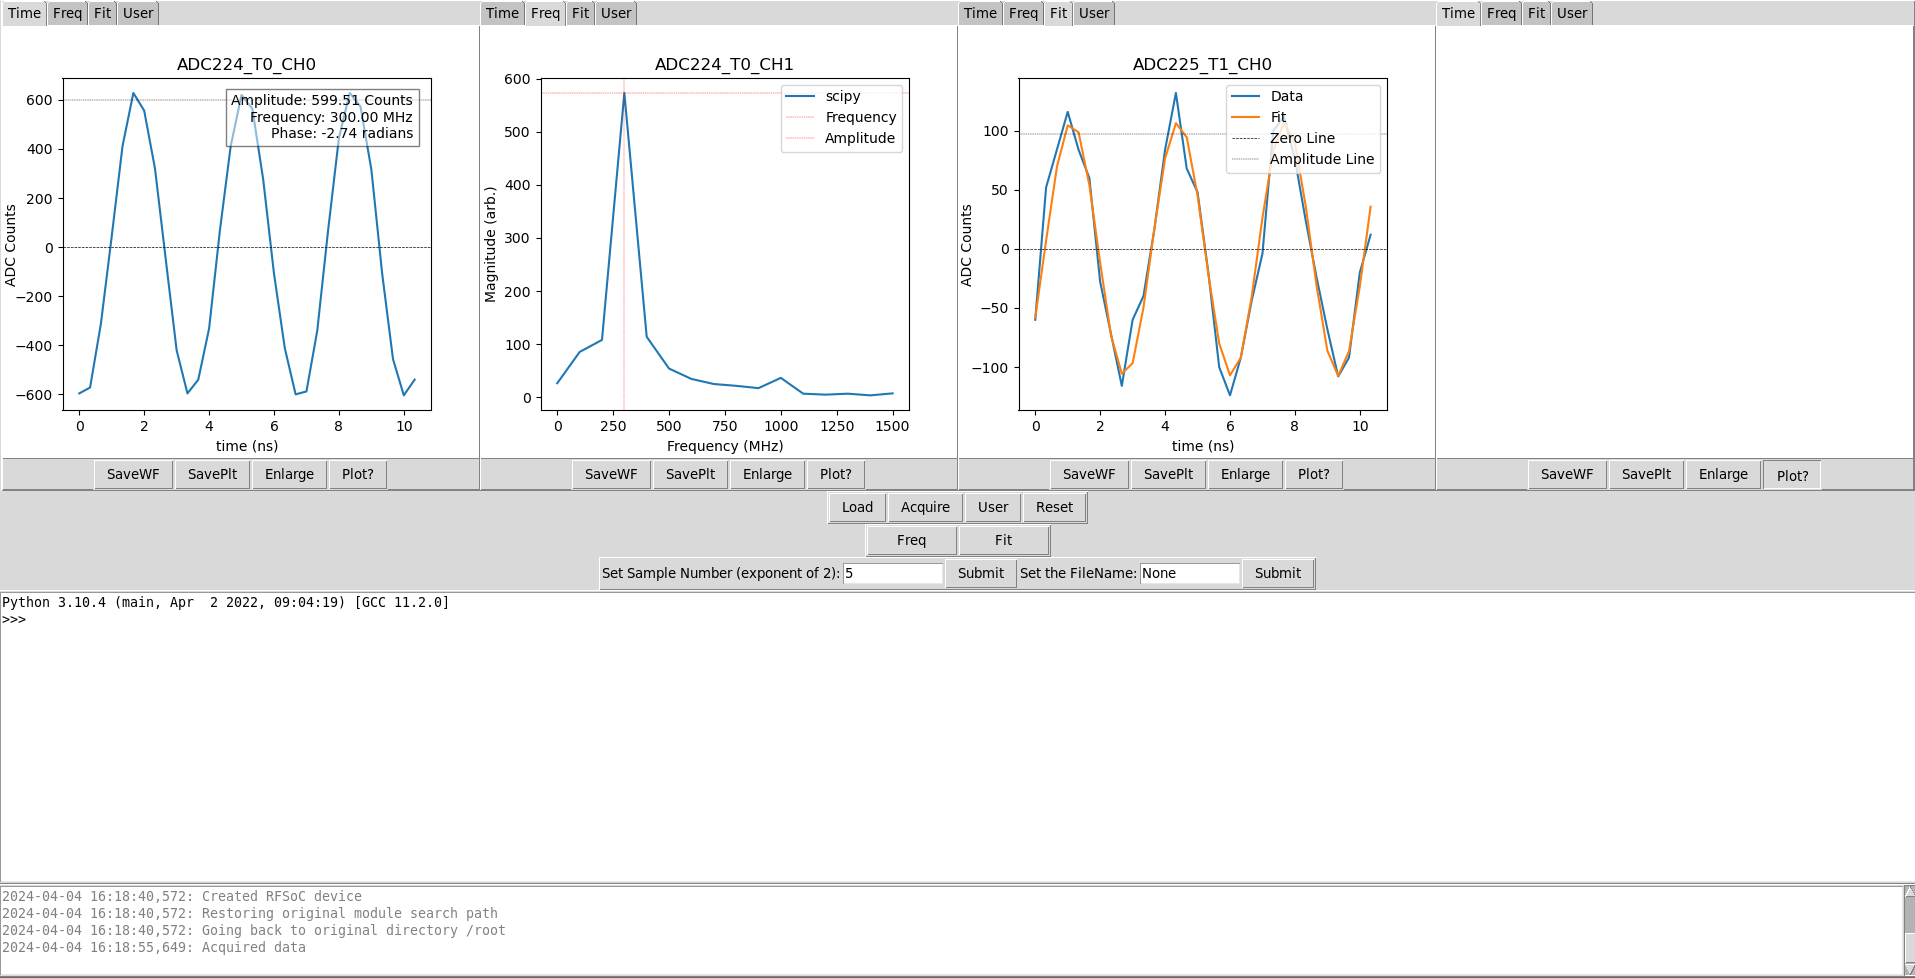 Time Freq Fit User
Time Freq Fit User
Time Freq Fit User
Time Freq Fit User
ADC224_T0_CH0
Amplitude: 599.51 Counts
Frequency: 300.00 MHz
Phase: -2.74 radians
600
400
200
0
−200
−400
−600
ADC Counts
0 2 4 6 8 10
time (ns)
ADC224_T0_CH1
scipy
Frequency
Amplitude
600
500
400
300
200
100
0
Magnitude (arb.)
0 250 500 750 1000 1250 1500
Frequency (MHz)
ADC225_T1_CH0
Data
Fit
Zero Line
Amplitude Line
100
50
0
−50
−100
ADC Counts
0 2 4 6 8 10
time (ns)
SaveWF SavePlt Enlarge Plot?
SaveWF SavePlt Enlarge Plot?
SaveWF SavePlt Enlarge Plot?
SaveWF SavePlt Enlarge Plot?
Load Acquire User Reset
Freq Fit
Set Sample Number (exponent of 2): 5 Submit Set the FileName: None Submit
Python 3.10.4 (main, Apr  2 2022, 09:04:19) [GCC 11.2.0]
>>>
2024-04-04 16:18:40,572: Created RFSoC device
2024-04-04 16:18:40,572: Restoring original module search path
2024-04-04 16:18:40,572: Going back to original directory /root
2024-04-04 16:18:55,649: Acquired data